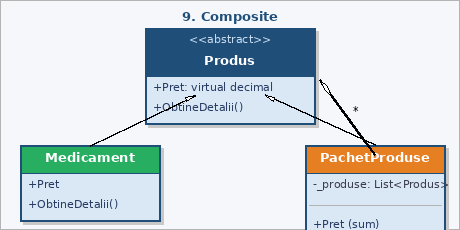 9. Composite
<<abstract>>
Produs
+Pret: virtual decimal
+ObtineDetalii()
*
Medicament
+Pret
+ObtineDetalii()
PachetProduse
-_produse: List<Produs>
+Pret (sum)